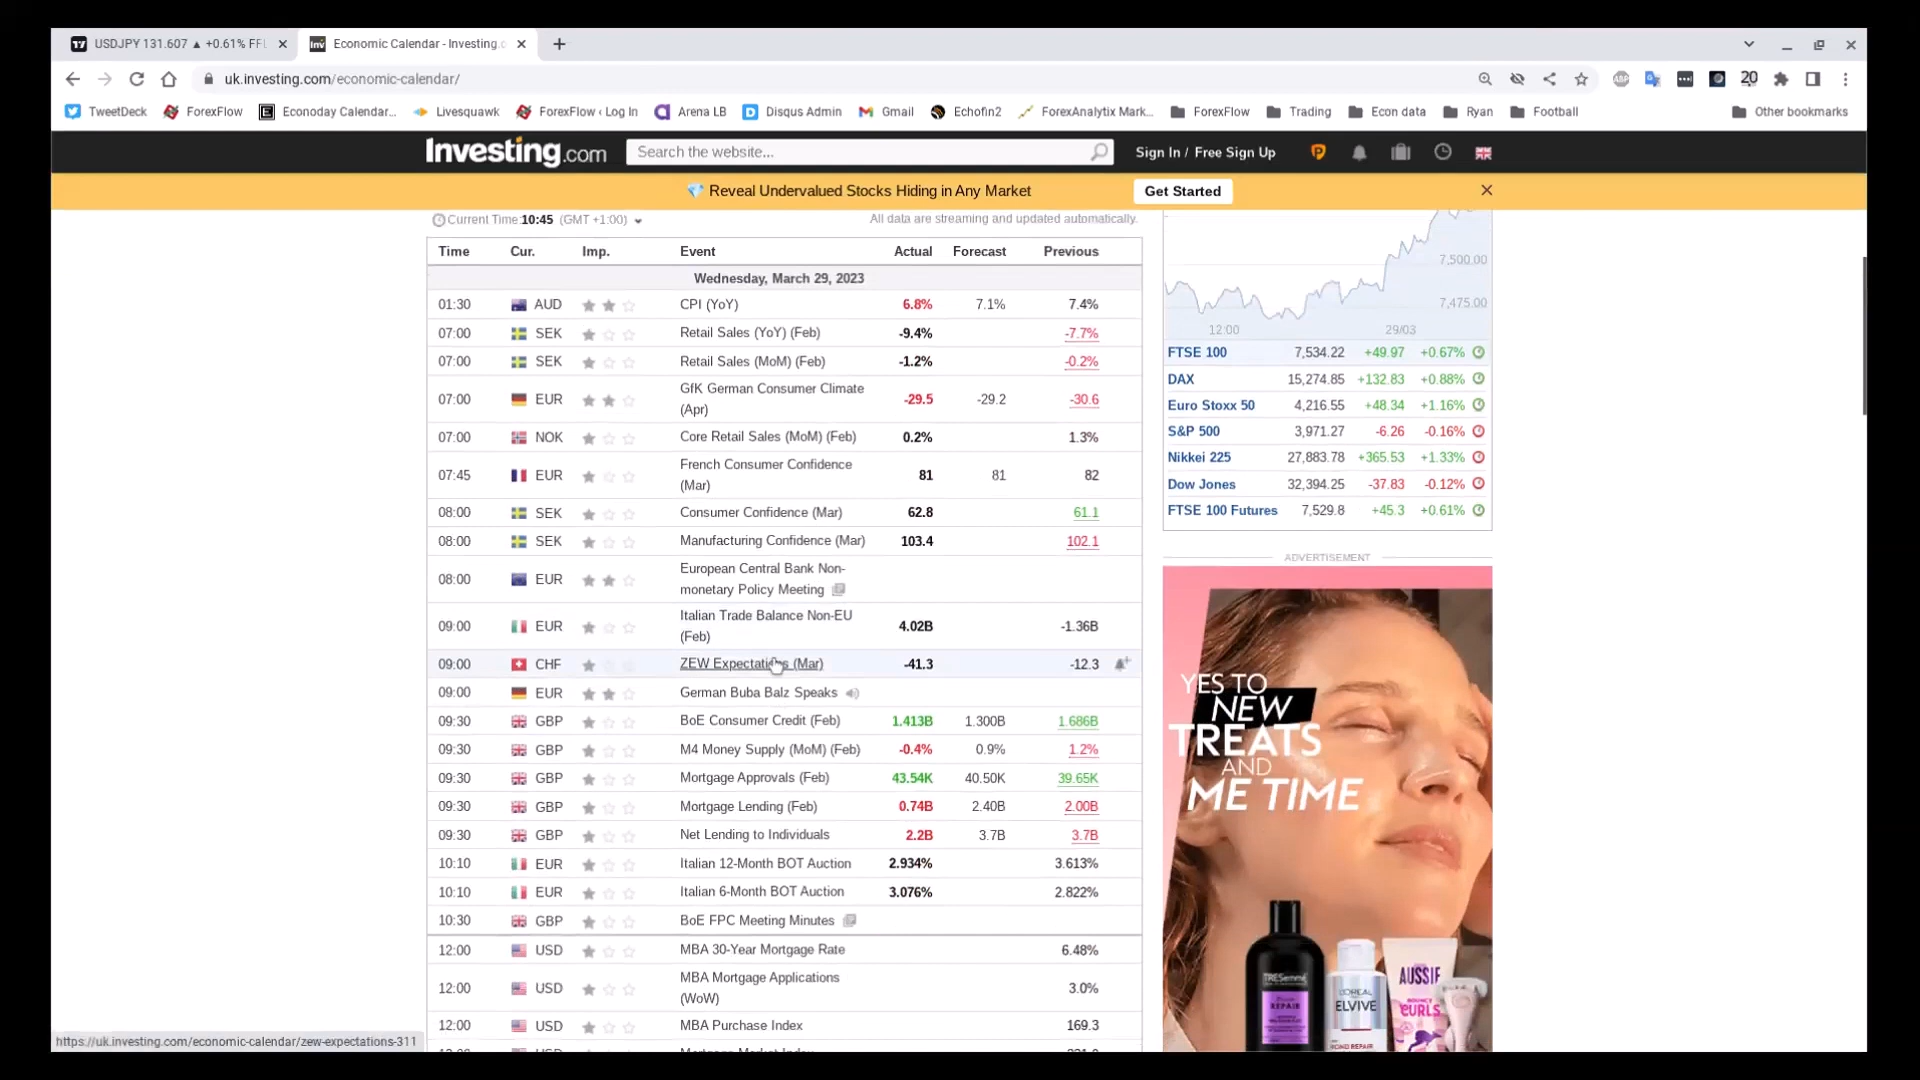 USDJPY 131.607 ▲ +0.61% FF
Economic Calendar - Investing.c
uk.investing.com/economic-calendar/
ABP
20
TweetDeck
ForexFlow
Econoday Calendar...
Livesquawk
ForexFlow ‹ Log In
Arena LB
Disqus Admin
Gmail
Echofin2
ForexAnalytix Mark...
ForexFlow
Trading
Econ data
Ryan
Football
Other bookmarks
Investing.com
Search the website...
Sign In / Free Sign Up
Reveal Undervalued Stocks Hiding in Any Market
Get Started
Current Time: 10:45 (GMT +1:00)
All data are streaming and updated automatically.
Time Cur. Imp. Event Actual Forecast Previous
Wednesday, March 29, 2023
01:30 AUD CPI (YoY) 6.8% 7.1% 7.4%
07:00 SEK Retail Sales (YoY) (Feb) -9.4% -7.7%
07:00 SEK Retail Sales (MoM) (Feb) -1.2% -0.2%
07:00 EUR GfK German Consumer Climate
(Apr) -29.5 -29.2 -30.6
07:00 NOK Core Retail Sales (MoM) (Feb) 0.2% 1.3%
07:45 EUR French Consumer Confidence
(Mar) 81 81 82
08:00 SEK Consumer Confidence (Mar) 62.8 61.1
08:00 SEK Manufacturing Confidence (Mar) 103.4 102.1
08:00 EUR European Central Bank Non-
monetary Policy Meeting
09:00 EUR Italian Trade Balance Non-EU
(Feb) 4.02B -1.36B
09:00 CHF ZEW Expectations (Mar) -41.3 -12.3
09:00 EUR German Buba Balz Speaks
09:30 GBP BoE Consumer Credit (Feb) 1.413B 1.300B 1.686B
09:30 GBP M4 Money Supply (MoM) (Feb) -0.4% 0.9% 1.2%
09:30 GBP Mortgage Approvals (Feb) 43.54K 40.50K 39.65K
09:30 GBP Mortgage Lending (Feb) 0.74B 2.40B 2.00B
09:30 GBP Net Lending to Individuals 2.2B 3.7B 3.7B
10:10 EUR Italian 12-Month BOT Auction 2.934% 3.613%
10:10 EUR Italian 6-Month BOT Auction 3.076% 2.822%
10:30 GBP BoE FPC Meeting Minutes
12:00 USD MBA 30-Year Mortgage Rate 6.48%
12:00 USD MBA Mortgage Applications
(WoW) 3.0%
12:00 USD MBA Purchase Index 169.3
7,500.00
7,475.00
12:00 29/03
FTSE 100 7,534.22 +49.97 +0.67%
DAX 15,274.85 +132.83 +0.88%
Euro Stoxx 50 4,216.55 +48.34 +1.16%
S&P 500 3,971.27 -6.26 -0.16%
Nikkei 225 27,883.78 +365.53 +1.33%
Dow Jones 32,394.25 -37.83 -0.12%
FTSE 100 Futures 7,529.8 +45.3 +0.61%
ADVERTISEMENT
YES TO
NEW
TREATS
AND
ME TIME
TRESemmé
REPAIR
L'OREAL
ELVIVE
BOND REPAIR
AUSSIE
BOUNCY
CURLS
https://uk.investing.com/economic-calendar/zew-expectations-311